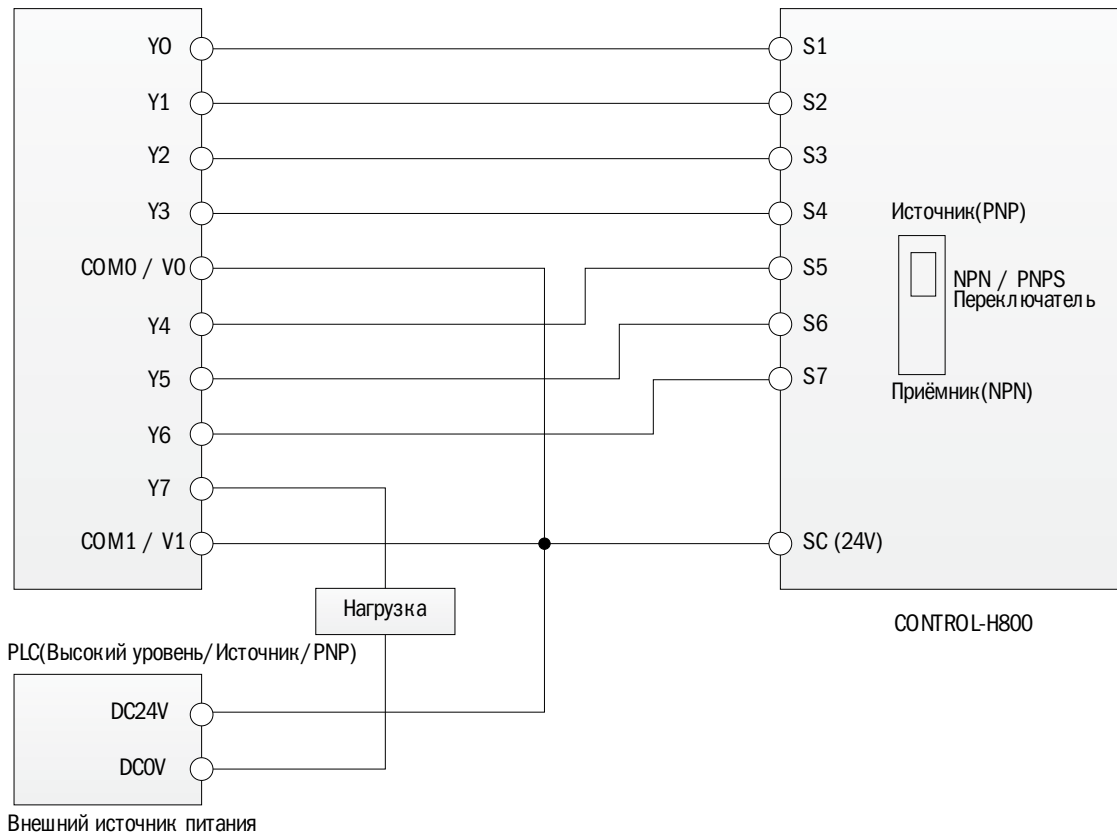 Y0
Y1
Y2
Y3
COM0 / V0
Y4
Y5
Y6
Y7
COM1 / V1
PLC(Высокий уровень/Источник/PNP)
Нагрузка
DC24V
DC0V
Внешний источник питания
S1
S2
S3
S4
S5
S6
S7
SC (24V)
Источник(PNP)
NPN / PNPS
Переключатель
Приёмник(NPN)
CONTROL-H800